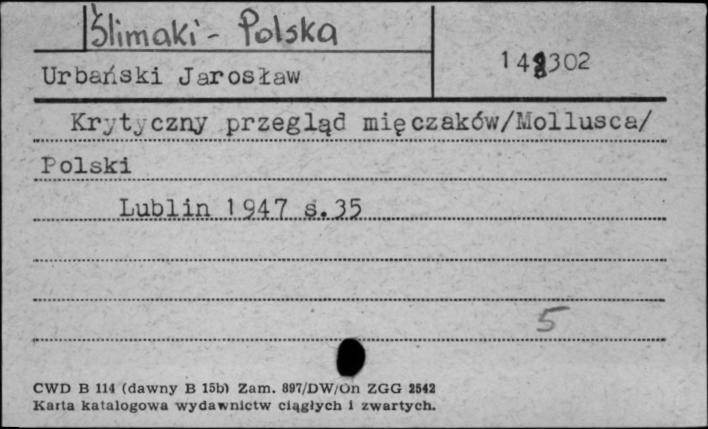 Ślimaki - Polska
Urbański Jarosław
Krytyczny przegląd mięczaków/Mollusca/
Polski
Lublin 1947 s.35
5
CWD B 114 (dawny B 15b) Zam. 897/DW/On ZGG 2542
Karta katalogowa wydawnictw ciągłych i zwartych.